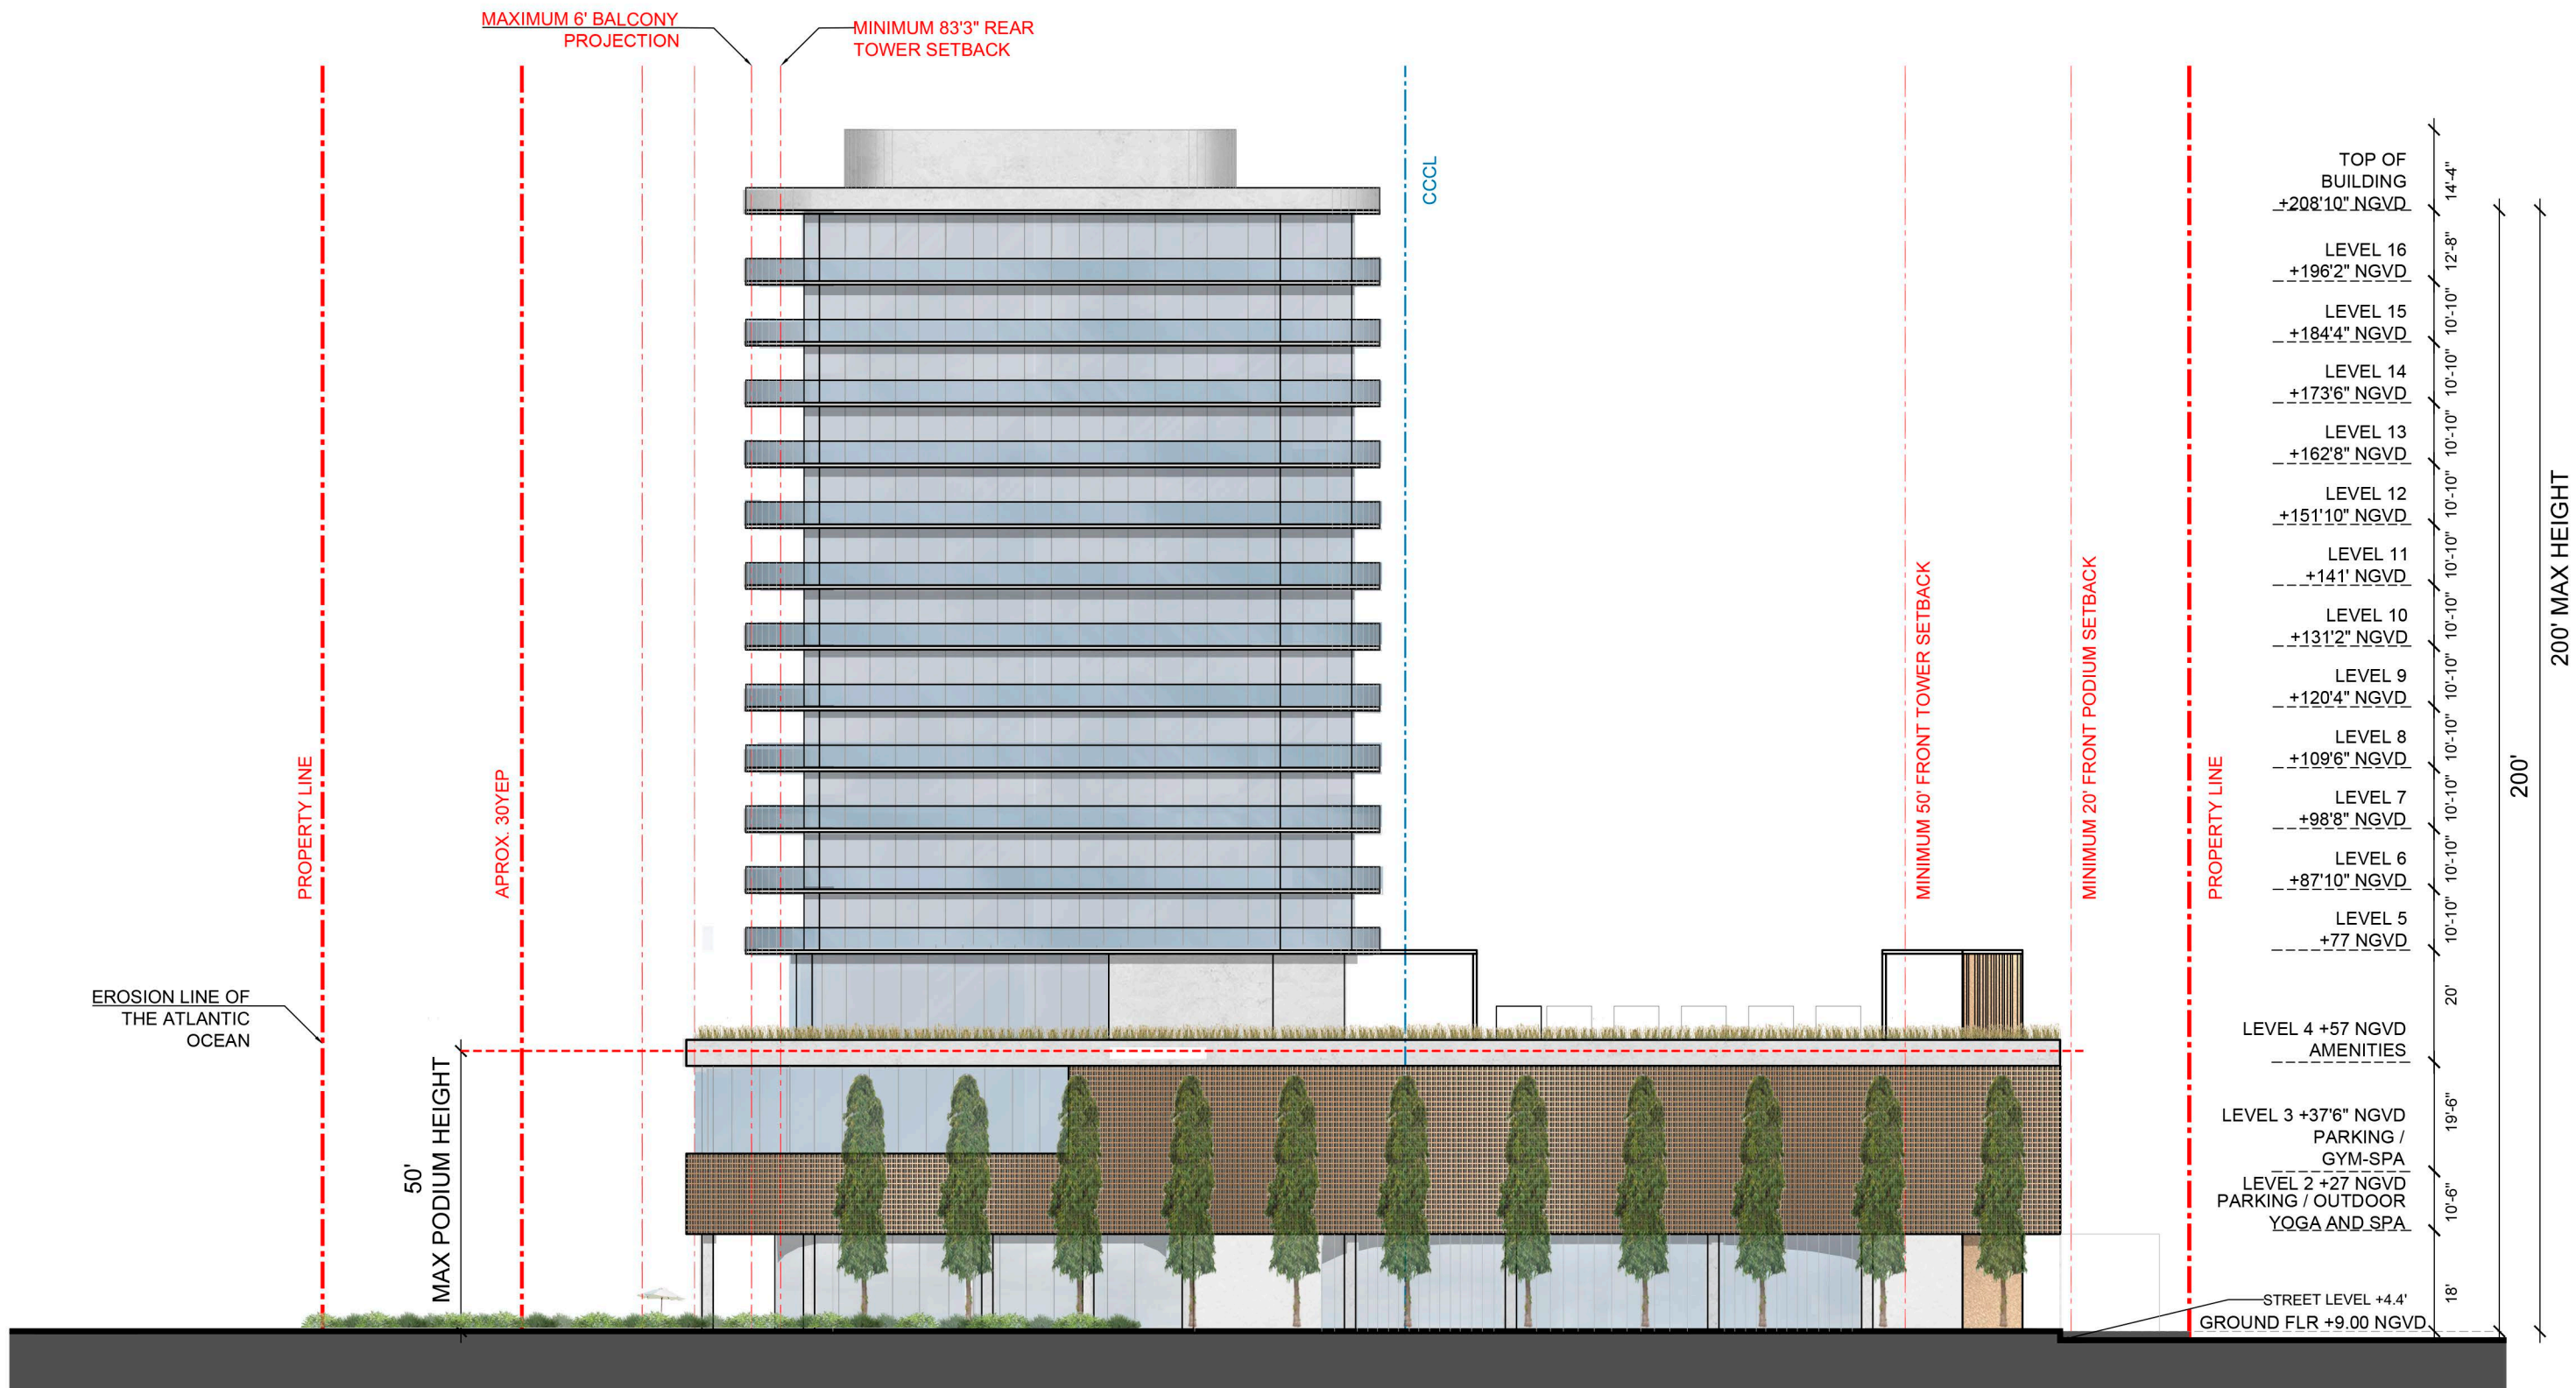 MAXIMUM 6' BALCONY
PROJECTION
MINIMUM 83'3" REAR
TOWER SETBACK
CCCL
PROPERTY LINE
APROX. 30YEP
EROSION LINE OF
THE ATLANTIC
OCEAN
50'
MAX PODIUM HEIGHT
MINIMUM 50' FRONT TOWER SETBACK
MINIMUM 20' FRONT PODIUM SETBACK
PROPERTY LINE
TOP OF
BUILDING
+208'10" NGVD
LEVEL 16
+196'2" NGVD
LEVEL 15
+184'4" NGVD
LEVEL 14
+173'6" NGVD
LEVEL 13
+162'8" NGVD
LEVEL 12
+151'10" NGVD
LEVEL 11
+141' NGVD
LEVEL 10
+131'2" NGVD
LEVEL 9
+120'4" NGVD
LEVEL 8
+109'6" NGVD
LEVEL 7
+98'8" NGVD
LEVEL 6
+87'10" NGVD
LEVEL 5
+77 NGVD
LEVEL 4 +57 NGVD
AMENITIES
LEVEL 3 +37'6" NGVD
PARKING /
GYM-SPA
LEVEL 2 +27 NGVD
PARKING / OUTDOOR
YOGA AND SPA
STREET LEVEL +4.4'
GROUND FLR +9.00 NGVD
14'-4"
12'-8"
10'-10"
10'-10"
10'-10"
10'-10"
10'-10"
10'-10"
10'-10"
10'-10"
10'-10"
10'-10"
10'-10"
20'
19'-6"
10'-6"
18'
200'
200' MAX HEIGHT